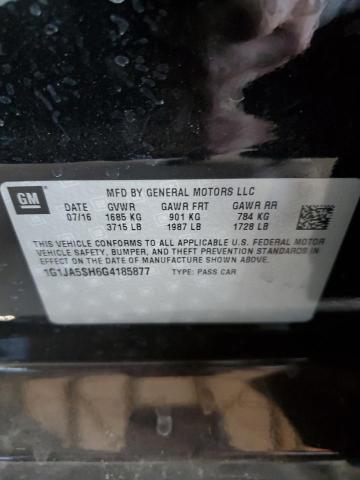 GM
MFD BY GENERAL MOTORS LLC
DATE GVWR GAWR FRT GAWR RR
07/16 1685 KG 901 KG 784 KG
3715 LB 1987 LB 1728 LB
THIS VEHICLE CONFORMS TO ALL APPLICABLE U.S. FEDERAL MOTOR
VEHICLE SAFETY, BUMPER, AND THEFT PREVENTION STANDARDS IN
EFFECT ON THE DATE OF MANUFACTURE SHOWN ABOVE.
1G1JA5SH6G4185877 TYPE: PASS CAR